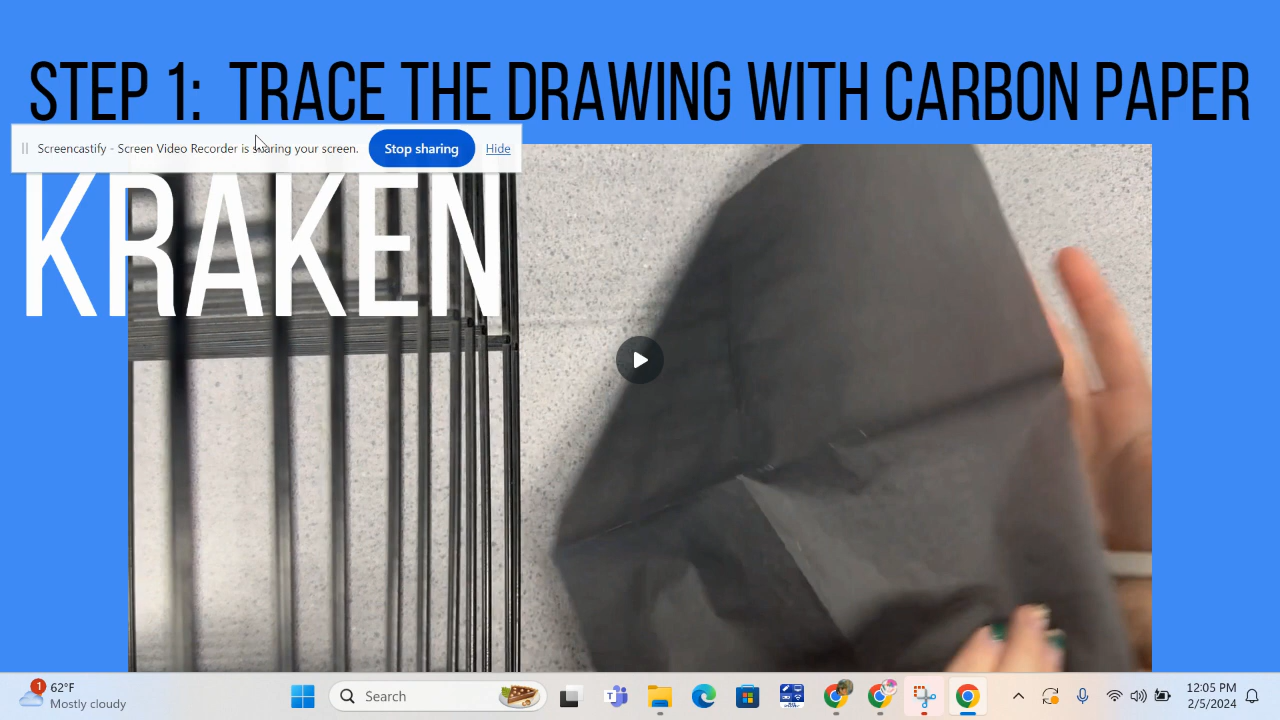 STEP 1: TRACE THE DRAWING WITH CARBON PAPER
Screencastify - Screen Video Recorder is sharing your screen.
Stop sharing
Hide
KRAKEN
1
62°F
Mostly cloudy
Search
12:05 PM
2/5/2024